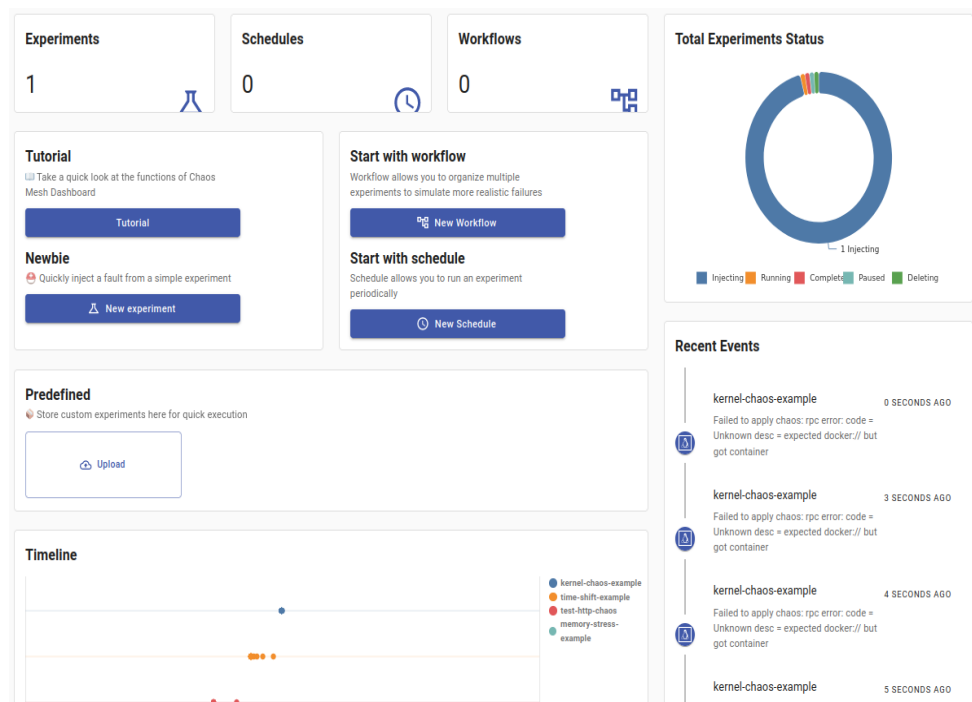 Experiments
1
Schedules
0
Workflows
0
Tutorial
Take a quick look at the functions of Chaos
Mesh Dashboard
Tutorial
Newbie
Quickly inject a fault from a simple experiment
New experiment
Start with workflow
Workflow allows you to organize multiple
experiments to simulate more realistic failures
New Workflow
Start with schedule
Schedule allows you to run an experiment
periodically
New Schedule
Predefined
Store custom experiments here for quick execution
Upload
Timeline
kernel-chaos-example
time-shift-example
test-http-chaos
memory-stress-
example
Total Experiments Status
1 Injecting
Injecting Running Complete Paused Deleting
Recent Events
kernel-chaos-example 0 SECONDS AGO
Failed to apply chaos: rpc error: code =
Unknown desc = expected docker:// but
got container
kernel-chaos-example 3 SECONDS AGO
Failed to apply chaos: rpc error: code =
Unknown desc = expected docker:// but
got container
kernel-chaos-example 4 SECONDS AGO
Failed to apply chaos: rpc error: code =
Unknown desc = expected docker:// but
got container
kernel-chaos-example 5 SECONDS AGO